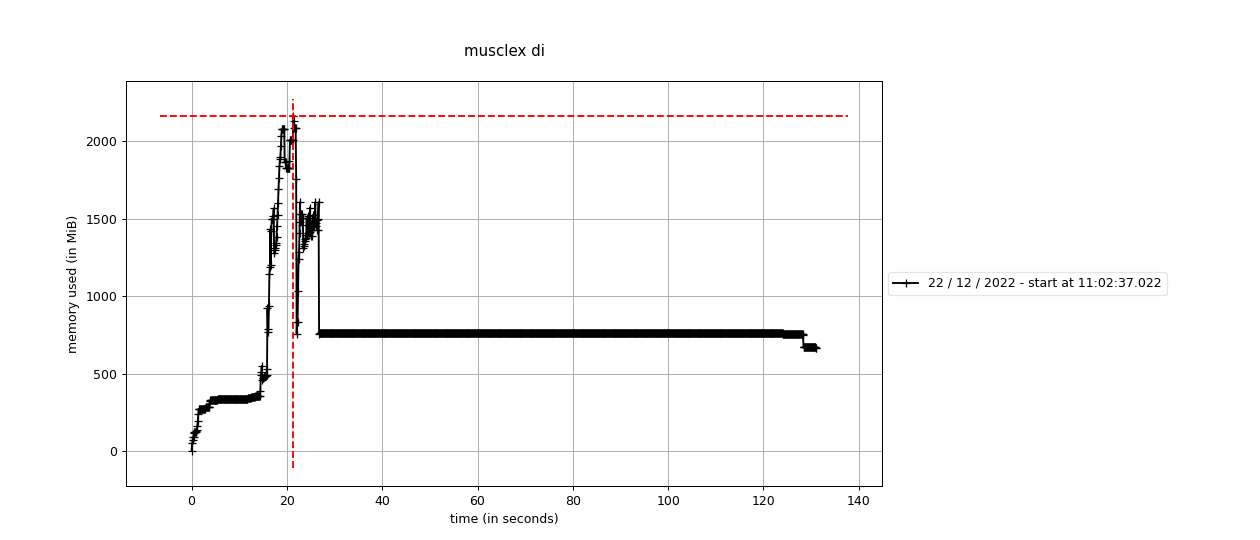 musclex di
memory used (in MiB)
2000
1500
1000
500
0
0 20 40 60 80 100 120 140
time (in seconds)
22 / 12 / 2022 - start at 11:02:37.022